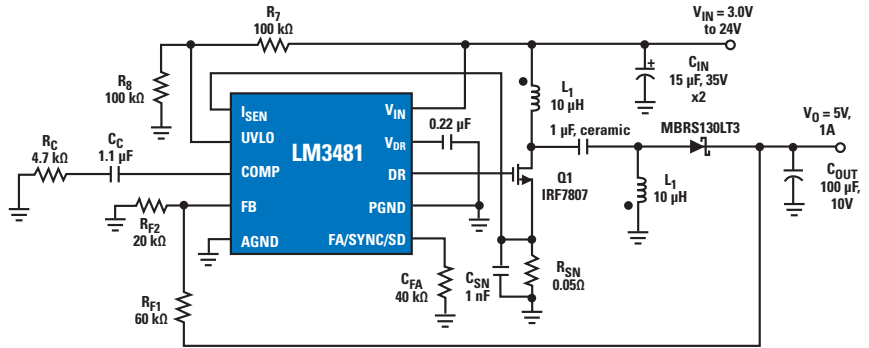 R7
100 kΩ
VIN = 3.0V
to 24V
R8
100 kΩ
+
CIN
15 µF, 35V
x2
L1
10 µH
VO = 5V,
1A
ISEN
VIN
0.22 µF
1 µF, ceramic
MBRS130LT3
RC
4.7 kΩ
CC
1.1 µF
UVLO
LM3481
VDR
COMP
DR
Q1
IRF7807
L1
10 µH
COUT
100 µF,
10V
FB
PGND
RF2
20 kΩ
AGND
FA/SYNC/SD
CFA
40 kΩ
CSN
1 nF
RSN
0.05Ω
RF1
60 kΩ